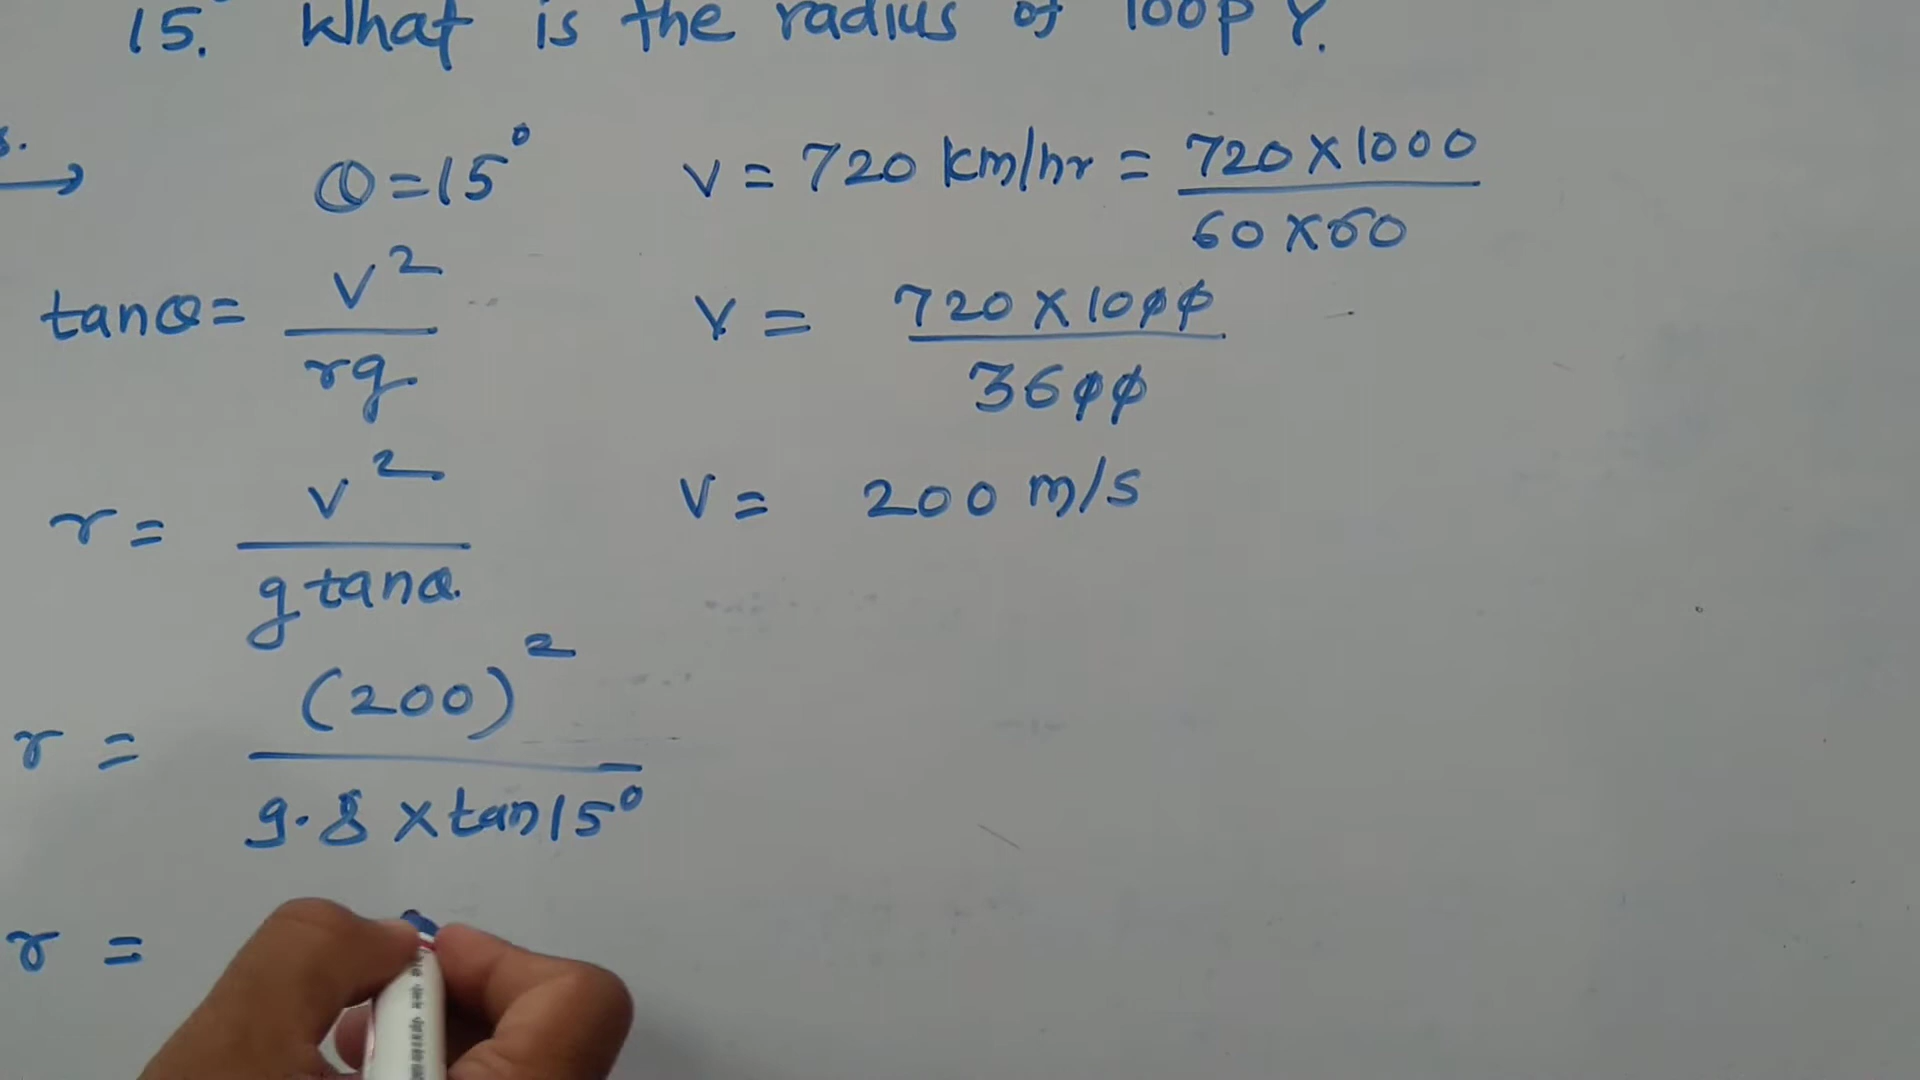 15.° What is the radius of loop ?.
s. →
θ = 15° v = 720 km/hr = 720 × 1000 / 60 × 60
tanθ = v² / rg v = 720 × 1000 / 3600
r = v² / g tanθ. v = 200 m/s
r = (200)² / 9.8 × tan15°
r =